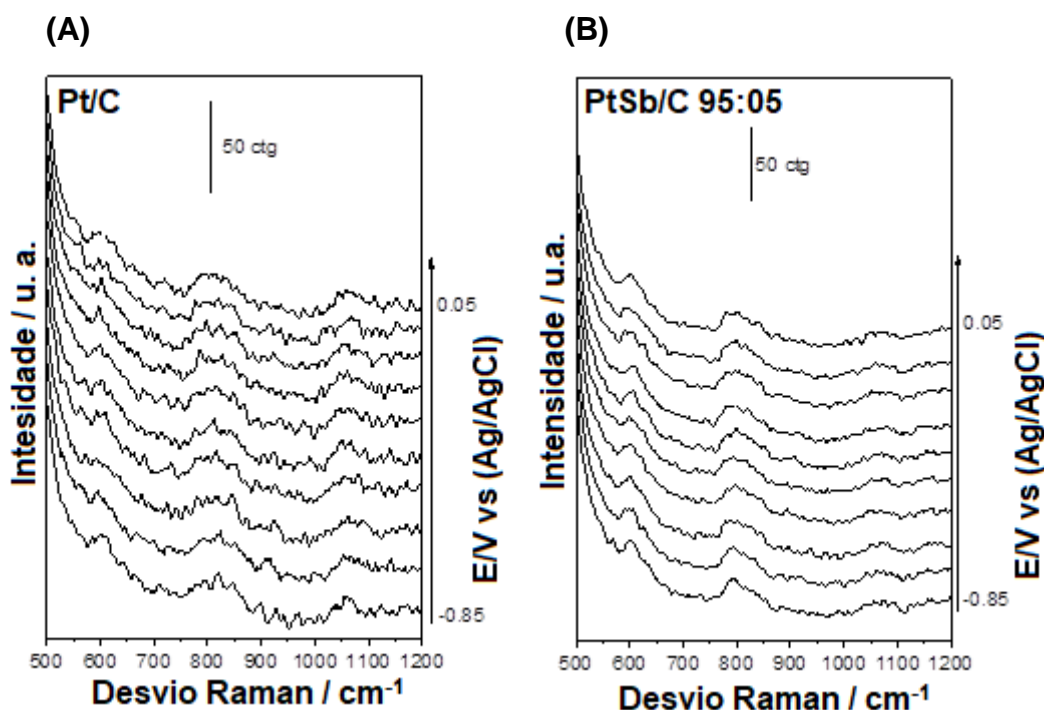 (A)
(B)
Pt/C
50 ctg
PtSb/C 95:05
50 ctg
Intesidade / u. a.
0.05
-0.85
E/V vs (Ag/AgCl)
Intensidade / u.a.
0.05
-0.85
E/V vs (Ag/AgCl)
500 600 700 800 900 1000 1100 1200
500 600 700 800 900 1000 1100 1200
Desvio Raman / cm⁻¹
Desvio Raman / cm⁻¹